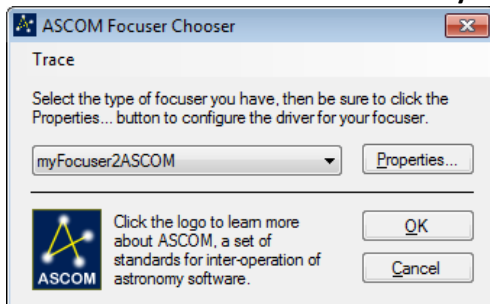 ASCOM Focuser Chooser
Trace
Select the type of focuser you have, then be sure to click the
Properties... button to configure the driver for your focuser.
myFocuser2ASCOM
Properties...
Click the logo to learn more
about ASCOM, a set of
standards for inter-operation of
astronomy software.
ASCOM
OK
Cancel